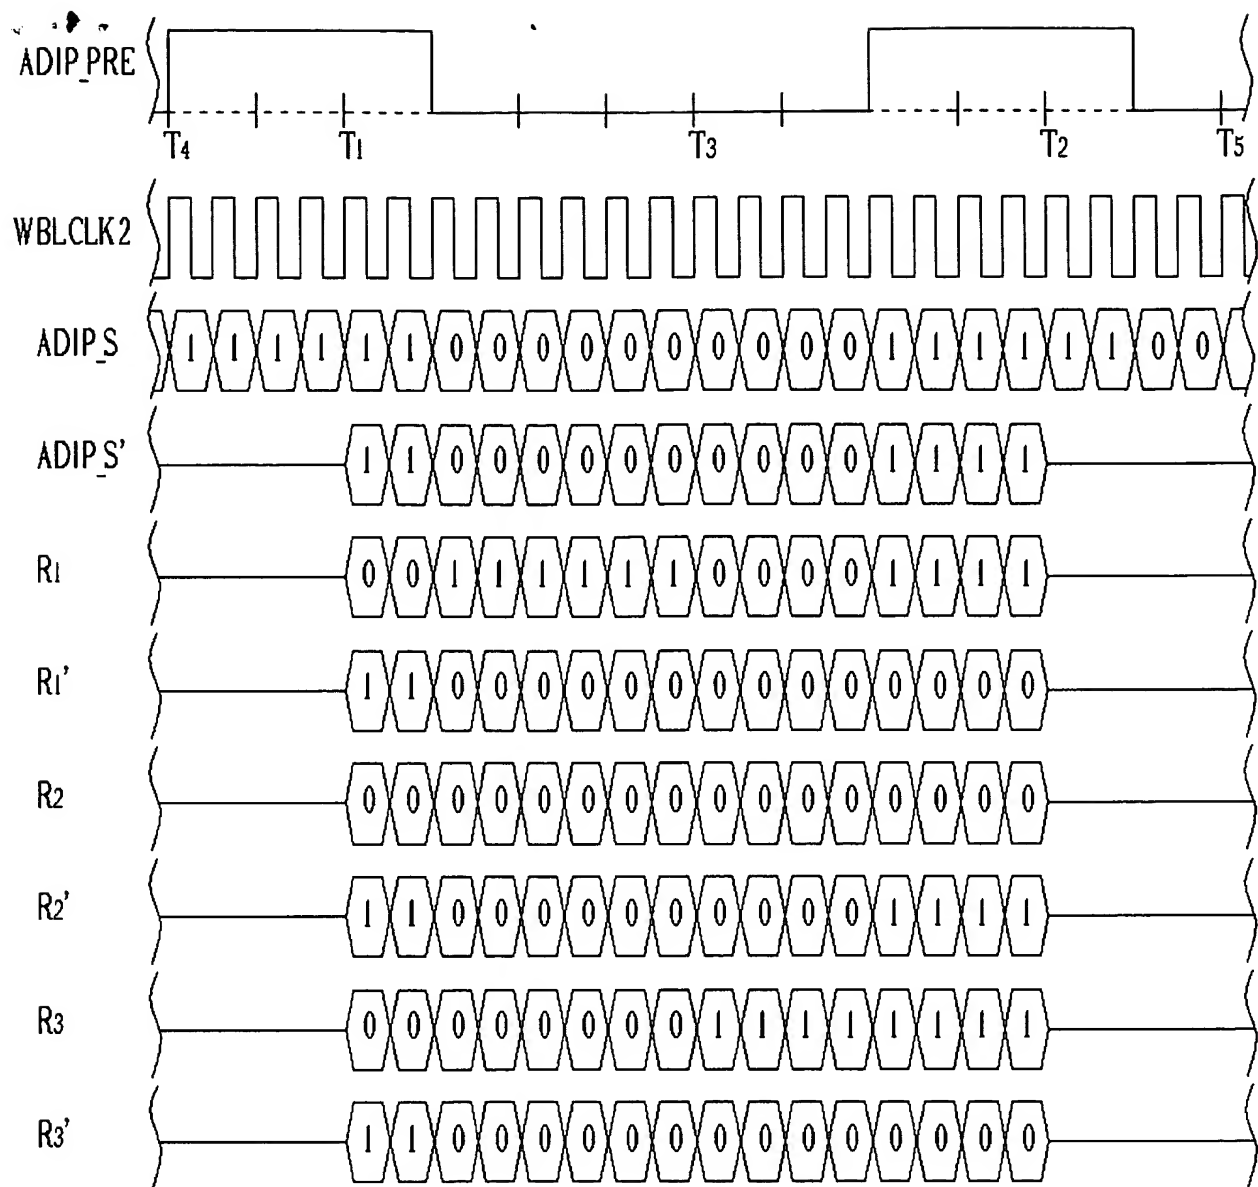 ADIP_PRE
T4 T1 T3 T2 T5
WBLCLK2
ADIP_S 1 1 1 1 1 1 0 0 0 0 0 0 0 0 0 0 1 1 1 1 1 1 0 0
ADIP_S' 1 1 0 0 0 0 0 0 0 0 0 0 1 1 1 1
R1 0 0 1 1 1 1 1 1 0 0 0 0 1 1 1 1
R1' 1 1 0 0 0 0 0 0 0 0 0 0 0 0 0 0
R2 0 0 0 0 0 0 0 0 0 0 0 0 0 0 0 0
R2' 1 1 0 0 0 0 0 0 0 0 0 0 1 1 1 1
R3 0 0 0 0 0 0 0 0 1 1 1 1 1 1 1 1
R3' 1 1 0 0 0 0 0 0 0 0 0 0 0 0 0 0